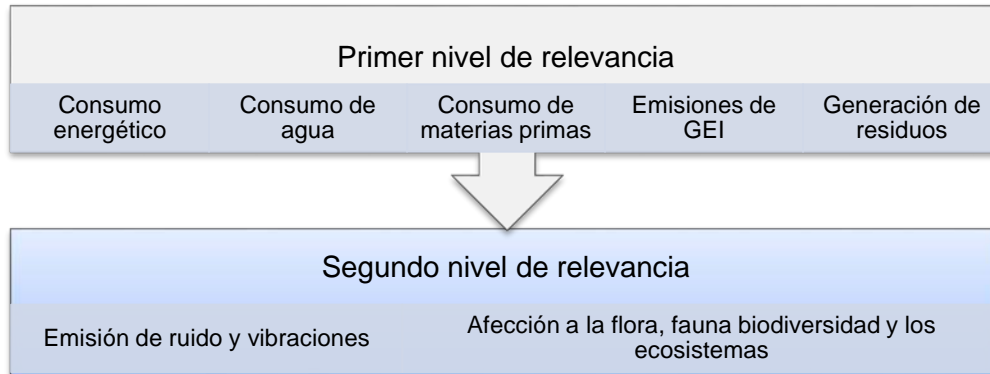 Primer nivel de relevancia
Consumo
energético
Consumo de
agua
Consumo de
materias primas
Emisiones de
GEI
Generación de
residuos
Segundo nivel de relevancia
Emisión de ruido y vibraciones
Afección a la flora, fauna biodiversidad y los
ecosistemas